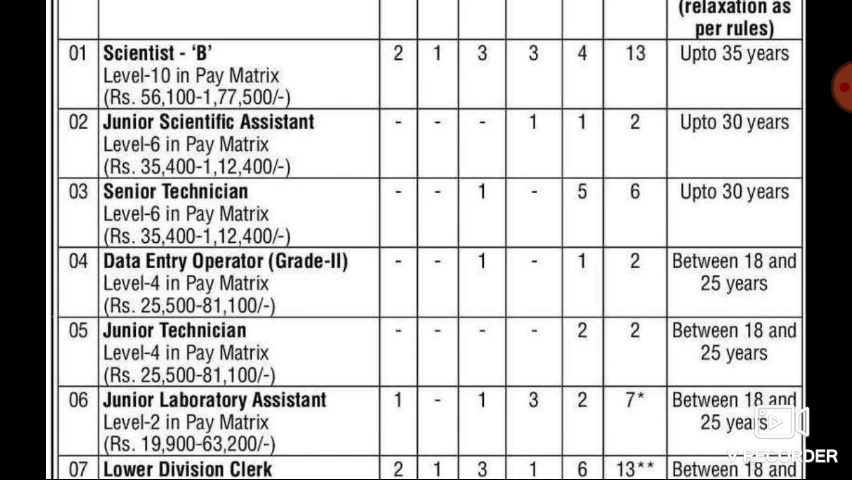 (relaxation as
per rules)
01 Scientist - 'B' 2 1 3 3 4 13 Upto 35 years
Level-10 in Pay Matrix
(Rs. 56,100-1,77,500/-)
02 Junior Scientific Assistant - - - 1 1 2 Upto 30 years
Level-6 in Pay Matrix
(Rs. 35,400-1,12,400/-)
03 Senior Technician - - 1 - 5 6 Upto 30 years
Level-6 in Pay Matrix
(Rs. 35,400-1,12,400/-)
04 Data Entry Operator (Grade-II) - - 1 - 1 2 Between 18 and
Level-4 in Pay Matrix 25 years
(Rs. 25,500-81,100/-)
05 Junior Technician - - - - 2 2 Between 18 and
Level-4 in Pay Matrix 25 years
(Rs. 25,500-81,100/-)
06 Junior Laboratory Assistant 1 - 1 3 2 7* Between 18 and
Level-2 in Pay Matrix 25 years
(Rs. 19,900-63,200/-)
V RECORDER
07 Lower Division Clerk 2 1 3 1 6 13** Between 18 and